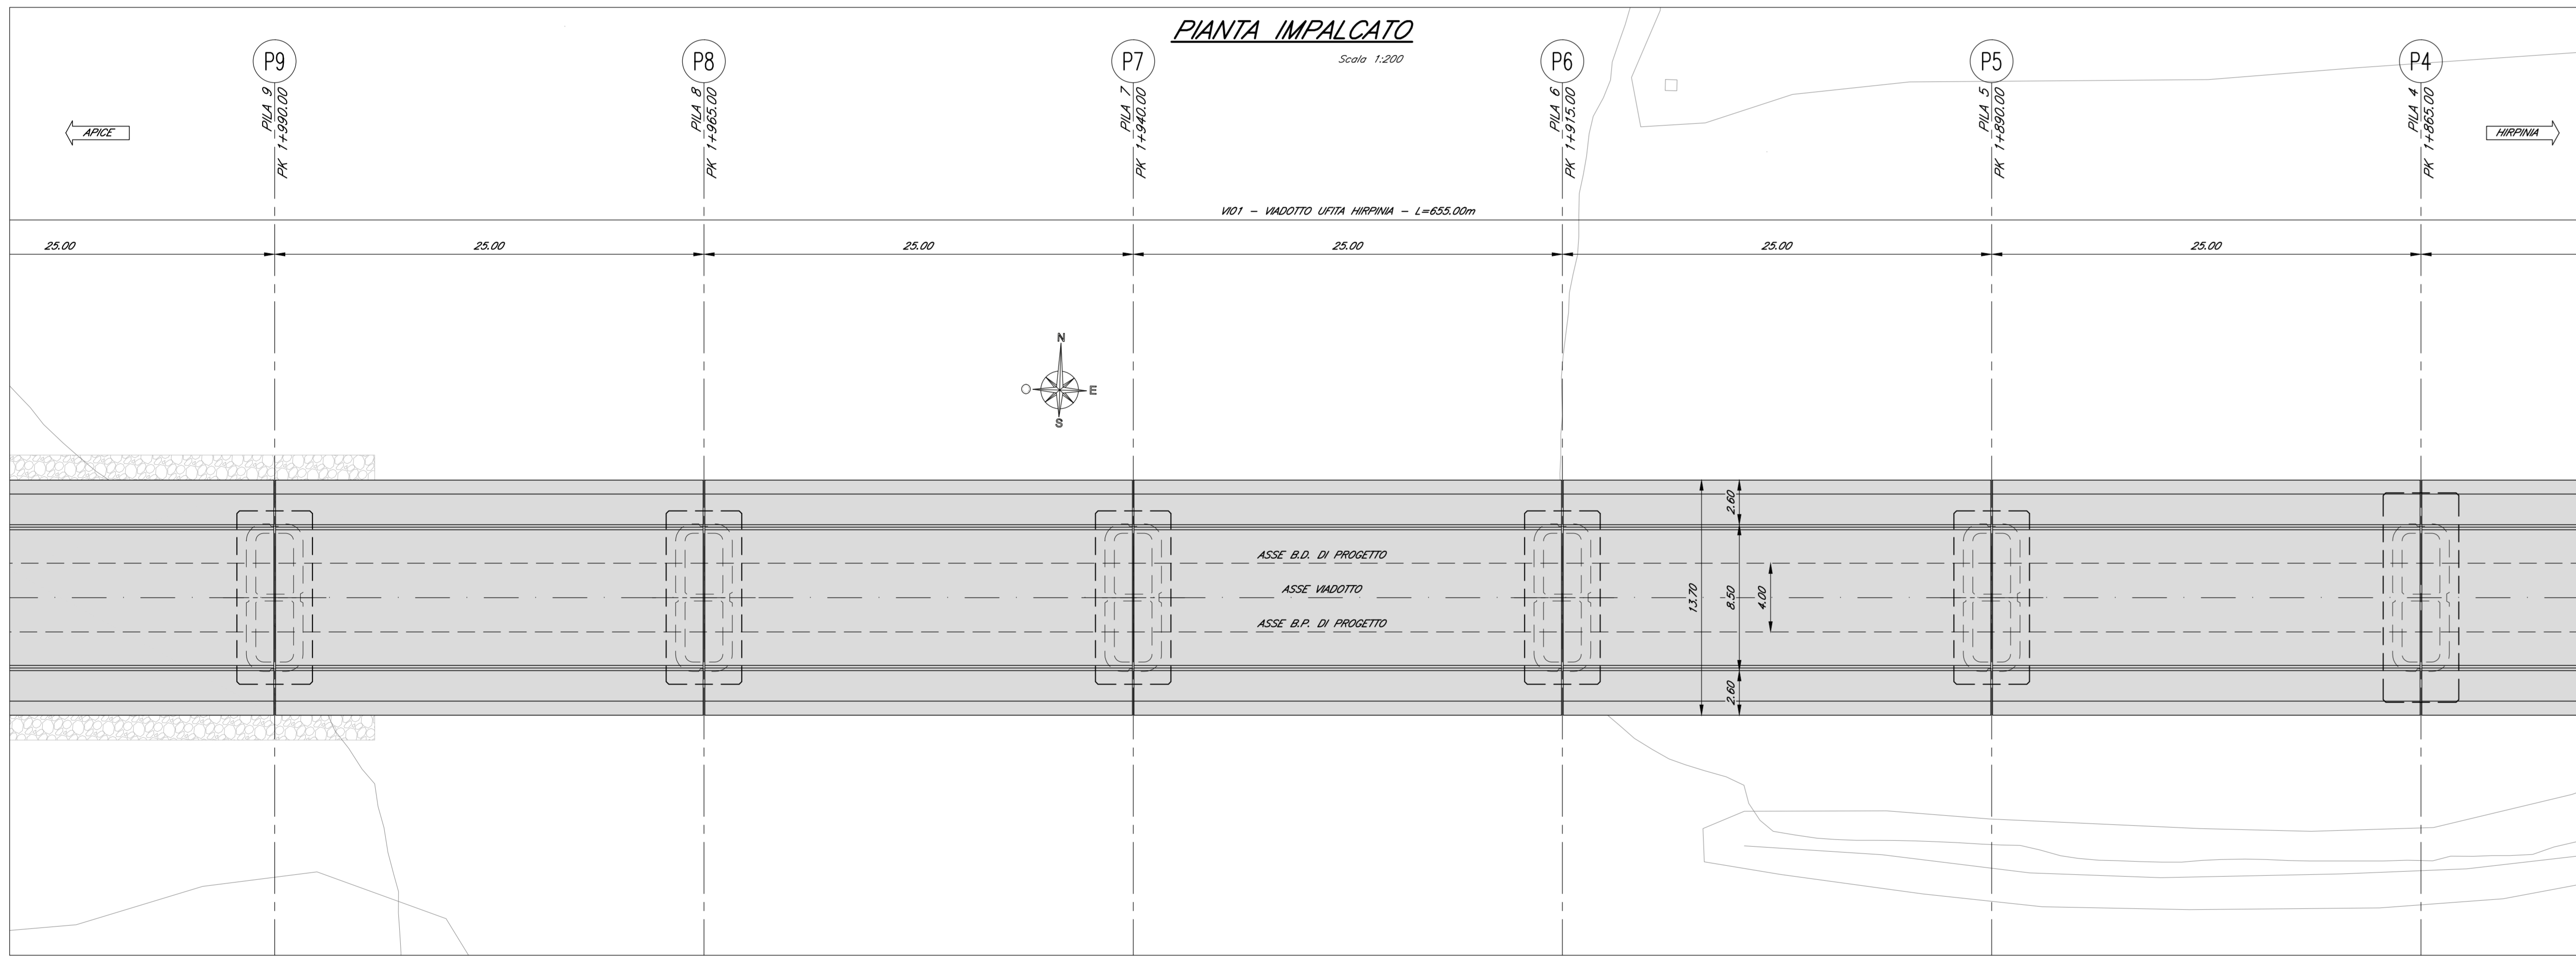 PIANTA IMPALCATO
Scala 1:200
P9
P8
P7
P6
P5
P4
PILA 9
PK 1+990.00
PILA 8
PK 1+965.00
PILA 7
PK 1+940.00
PILA 6
PK 1+915.00
PILA 5
PK 1+890.00
PILA 4
PK 1+865.00
APICE
HIRPINIA
VI01 - VIADOTTO UFITA HIRPINIA - L=655.00m
25.00
25.00
25.00
25.00
25.00
25.00
N
O
E
S
2.60
ASSE B.D. DI PROGETTO
ASSE VIADOTTO
13.70
8.50
4.00
ASSE B.P. DI PROGETTO
2.60